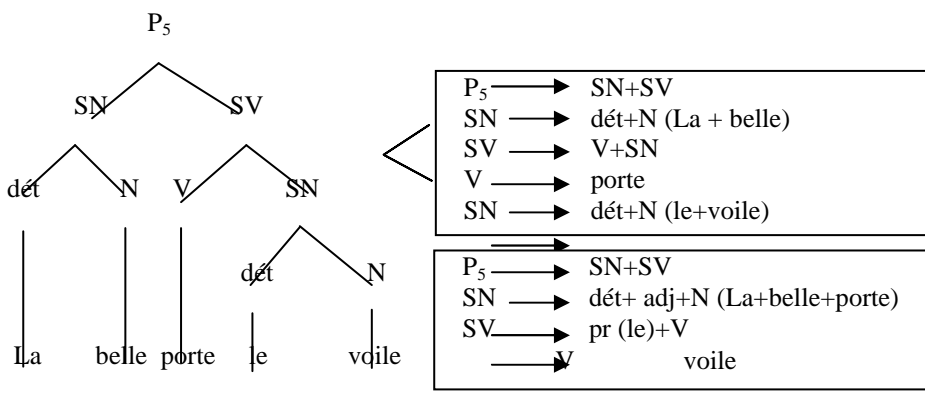 P5
SN SV
dét N V SN
dét N
La belle porte le voile
P5 SN+SV
SN dét+N (La + belle)
SV V+SN
V porte
SN dét+N (le+voile)
P5 SN+SV
SN dét+ adj+N (La+belle+porte)
SV pr (le)+V
V voile